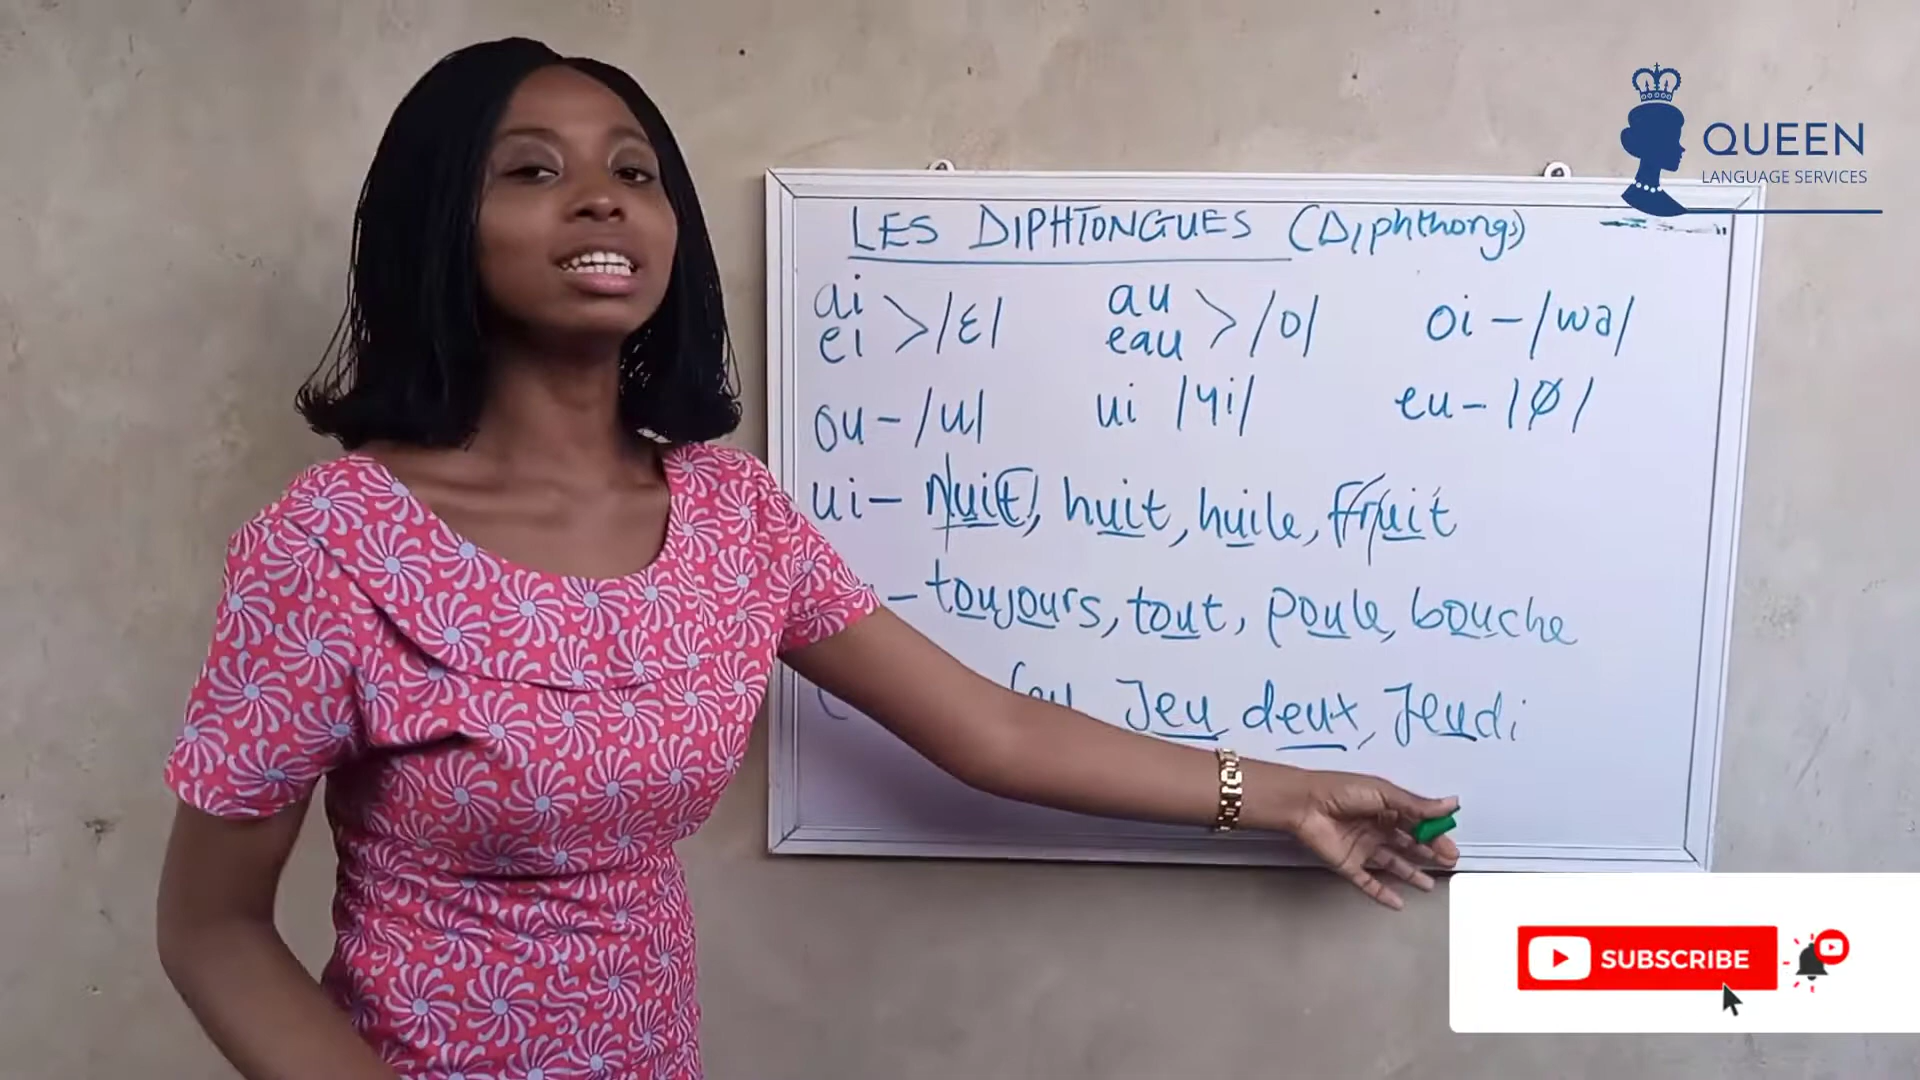 QUEEN
LANGUAGE SERVICES
LES DIPHTONGUES (Diphthongs)
ai
ei > /ɛ/
au
eau > /o/
oi - /wa/
ou - /u/
ui /ɥi/
eu - /ø/
ui - nuit, huit, huile, fruit
- toujours, tout, poule, bouche
Jeu, deux, Jeudi
SUBSCRIBE